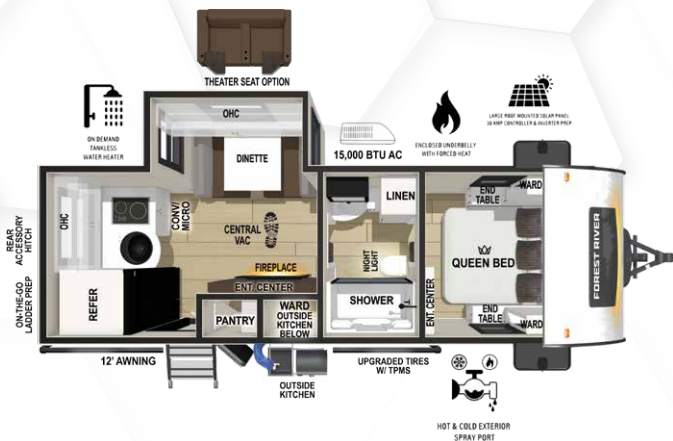 THEATER SEAT OPTION
ON DEMAND
TANKLESS
WATER HEATER
OHC
DINETTE
15,000 BTU AC
ENCLOSED UNDERBELLY
WITH FORCED HEAT
LARGE ROOF MOUNTED SOLAR PANEL
30 AMP CONTROLLER & INVERTER PREP
REAR
ACCESSORY
HITCH
ON-THE-GO
LADDER PREP
OHC
CONV/
MICRO
REFER
CENTRAL
VAC
FIREPLACE
ENT. CENTER
PANTRY
WARD
OUTSIDE
KITCHEN
BELOW
LINEN
NIGHT
LIGHT
SHOWER
ENT. CENTER
END
TABLE
WARD
QUEEN BED
END
TABLE
WARD
FOREST RIVER
12' AWNING
OUTSIDE
KITCHEN
UPGRADED TIRES
W/ TPMS
HOT & COLD EXTERIOR
SPRAY PORT